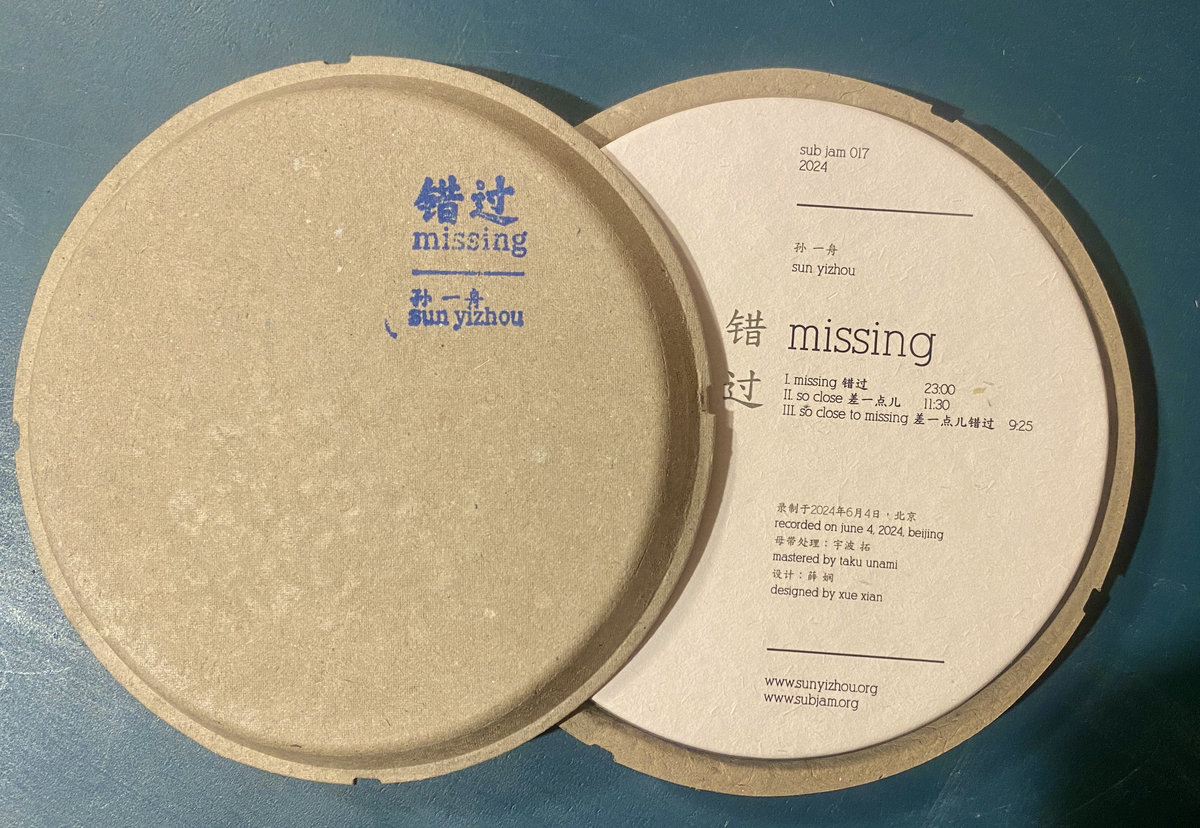 错过
missing
孙一舟
sun yizhou
sub jam 017
2024
孙一舟
sun yizhou
错过
missing
I. missing 错过 23:00
II. so close 差一点儿 11:30
III. so close to missing 差一点儿错过 9:25
录制于2024年6月4日，北京
recorded on june 4, 2024, beijing
母带处理：宇波 拓
mastered by taku unami
设计：薛 娴
designed by xue xian
www.sunyizhou.org
www.subjam.org